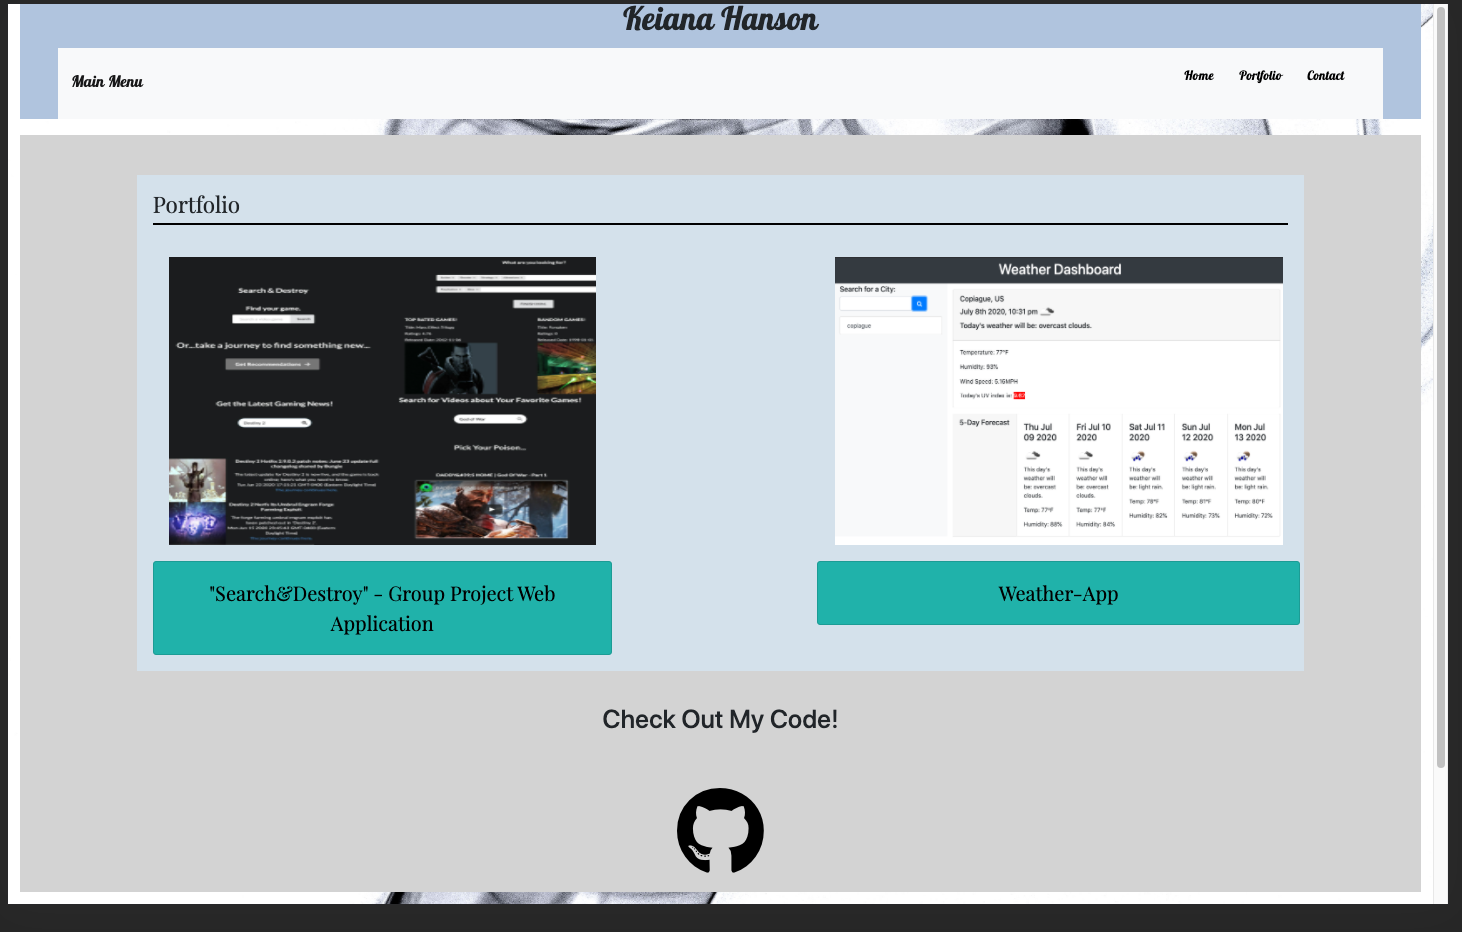 Keiana Hanson
Main Menu
Home Portfolio Contact
Portfolio
What are you looking for?
Search & Destroy
Find your game.
Search
Or...take a journey to find something new...
Get Recommendations →
TOP RATED GAMES!
RANDOM GAMES!
Get the Latest Gaming News!
Destiny 2
Search for Videos about Your Favorite Games!
God of War
Pick Your Poison...
"Search&Destroy" - Group Project Web
Application
Weather Dashboard
Search for a City:
copiague
Copiague, US
July 8th 2020, 10:31 pm
Today's weather will be: overcast clouds.
Temperature: 77°F
Humidity: 93%
Wind Speed: 5.16MPH
Today's UV index is:
5-Day Forecast
Thu Jul
09 2020
This day's
weather will
be: overcast
clouds.
Temp: 77°F
Humidity: 88%
Fri Jul 10
2020
This day's
weather will
be: overcast
clouds.
Temp: 77°F
Humidity: 84%
Sat Jul 11
2020
This day's
weather will
be: light rain.
Temp: 78°F
Humidity: 82%
Sun Jul
12 2020
This day's
weather will
be: light rain.
Temp: 81°F
Humidity: 73%
Mon Jul
13 2020
This day's
weather will
be: light rain.
Temp: 80°F
Humidity: 72%
Weather-App
Check Out My Code!